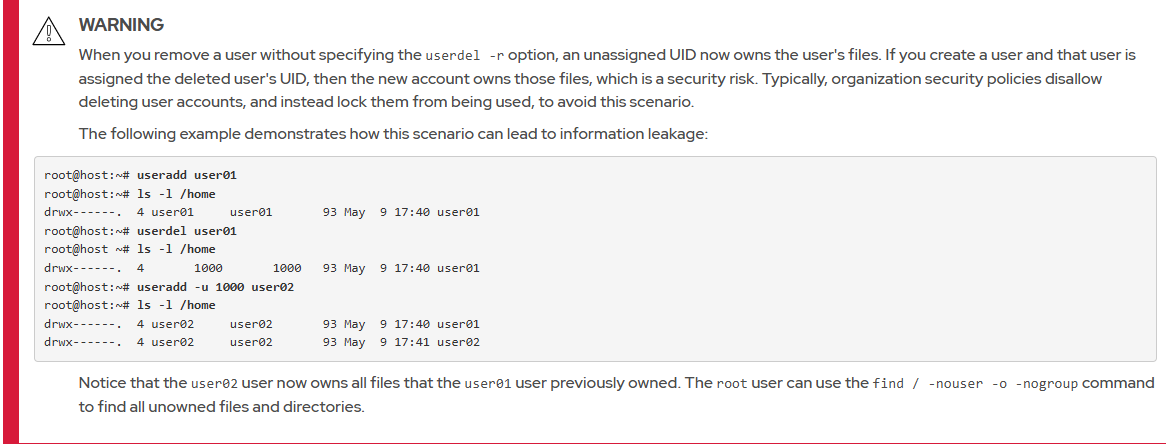 WARNING
When you remove a user without specifying the userdel -r option, an unassigned UID now owns the user's files. If you create a user and that user is
assigned the deleted user's UID, then the new account owns those files, which is a security risk. Typically, organization security policies disallow
deleting user accounts, and instead lock them from being used, to avoid this scenario.
The following example demonstrates how this scenario can lead to information leakage:
root@host:~# useradd user01
root@host:~# ls -l /home
drwx------.  4 user01     user01       93 May  9 17:40 user01
root@host:~# userdel user01
root@host ~# ls -l /home
drwx------.  4       1000       1000   93 May  9 17:40 user01
root@host:~# useradd -u 1000 user02
root@host:~# ls -l /home
drwx------.  4 user02     user02       93 May  9 17:40 user01
drwx------.  4 user02     user02       93 May  9 17:41 user02
Notice that the user02 user now owns all files that the user01 user previously owned. The root user can use the find / -nouser -o -nogroup command
to find all unowned files and directories.